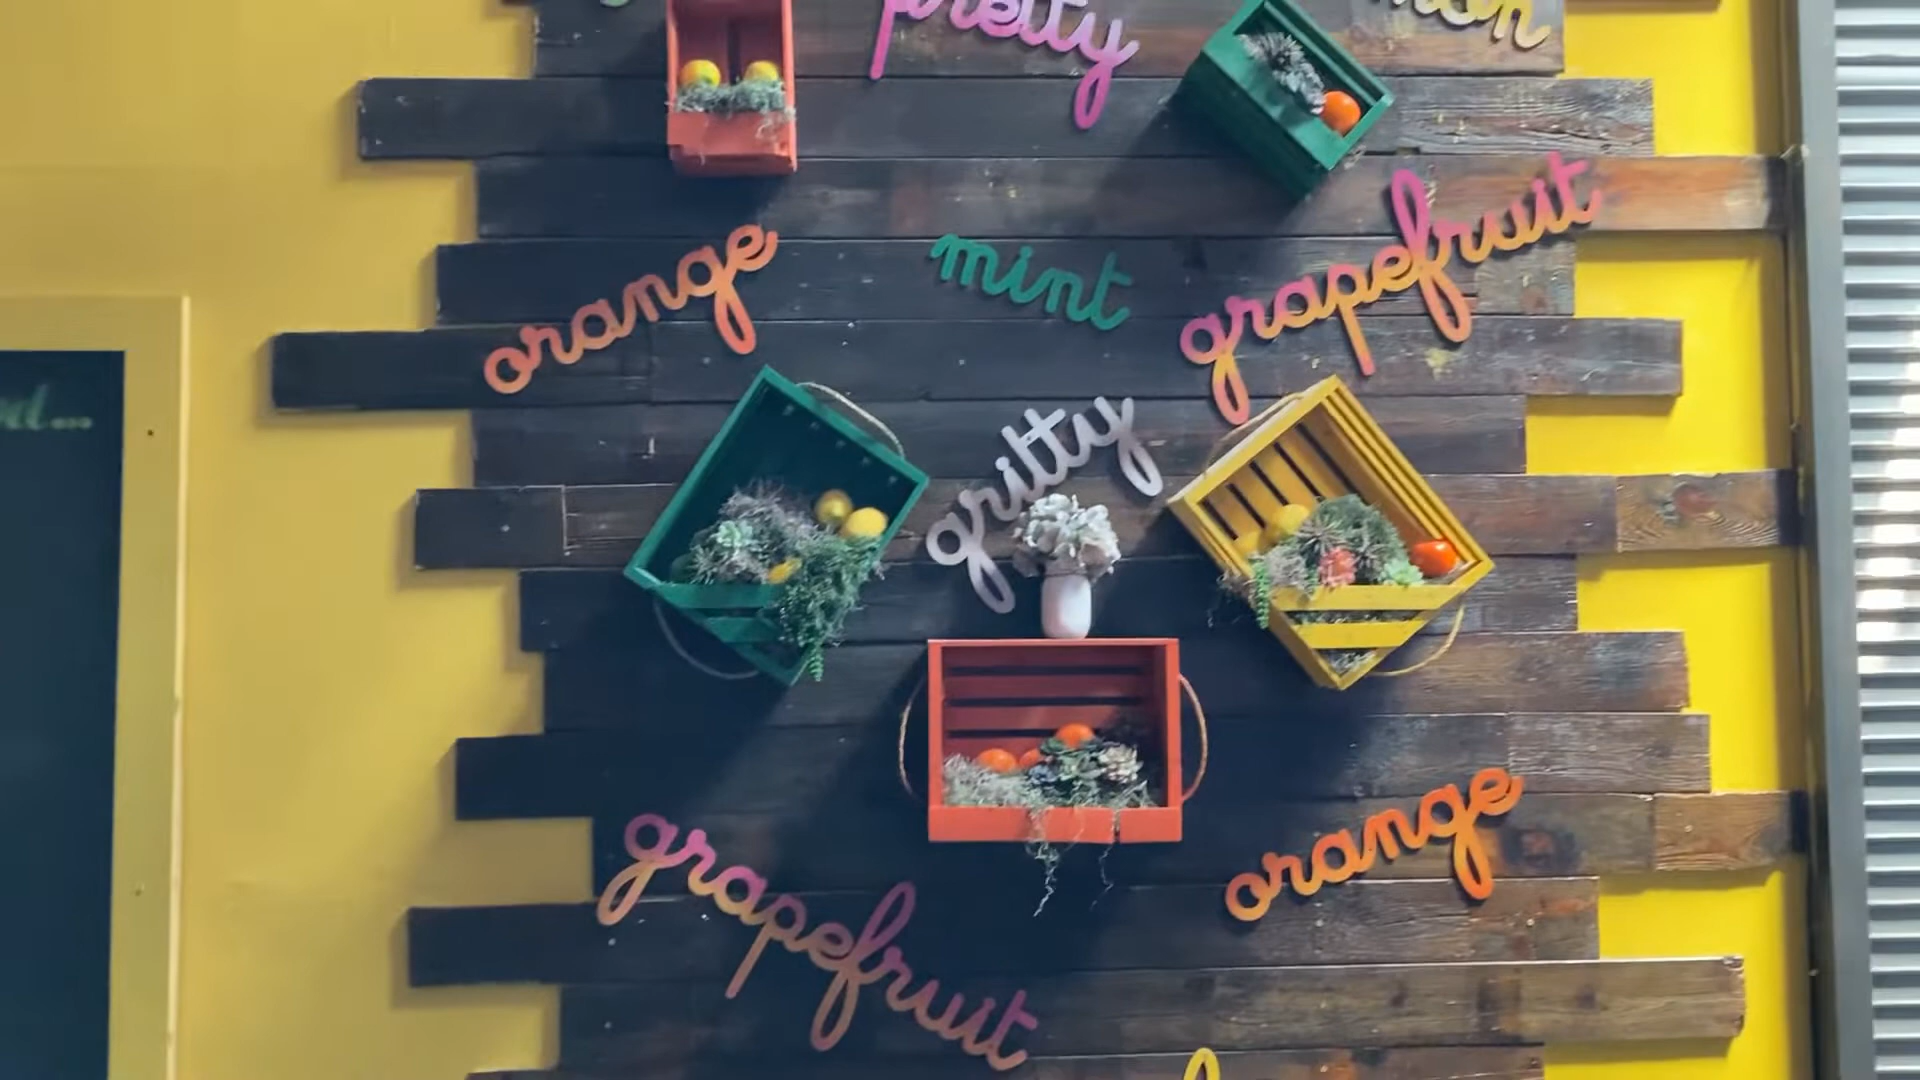 pretty
orange
mint
grapefruit
gritty
orange
grapefruit